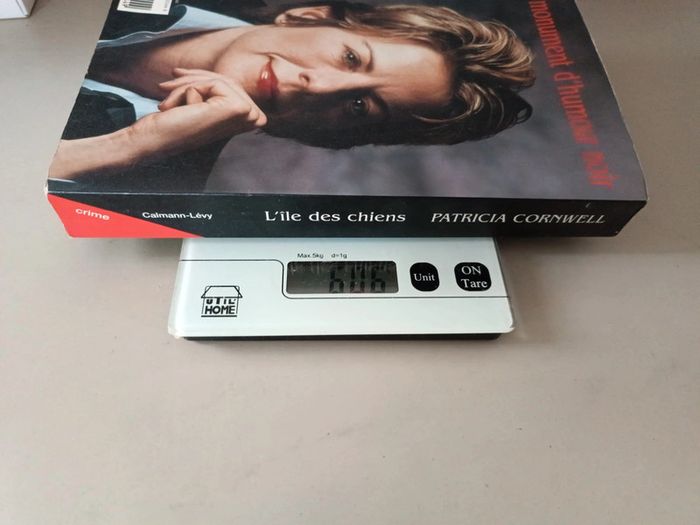 monument d'humour noir
crime
Calmann-Lévy
L'île des chiens
PATRICIA CORNWELL
Max.5kg d=1g
606
Unit
ON
Tare
UTIL'
HOME